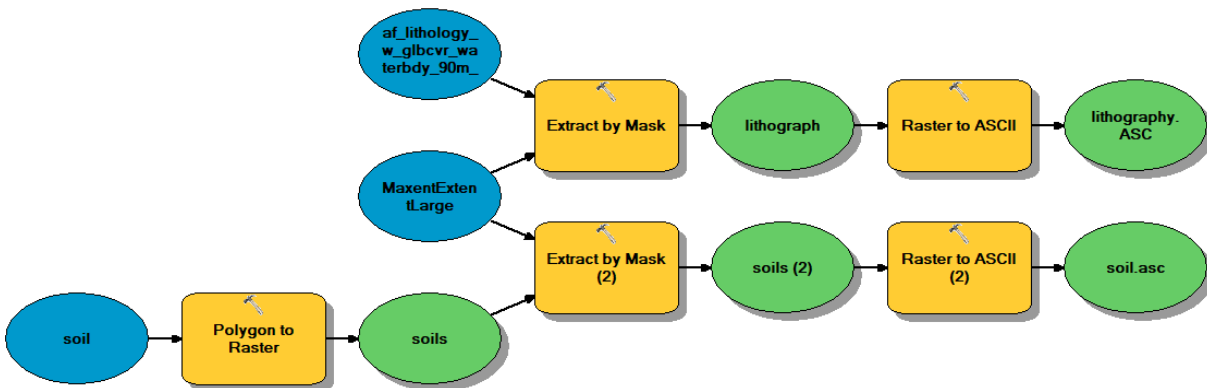 af_lithology_
w_glbcvr_wa
terbdy_90m_
Extract by Mask
lithograph
Raster to ASCII
lithography.
ASC
MaxentExten
tLarge
Extract by Mask
(2)
soils (2)
Raster to ASCII
(2)
soil.asc
soil
Polygon to
Raster
soils